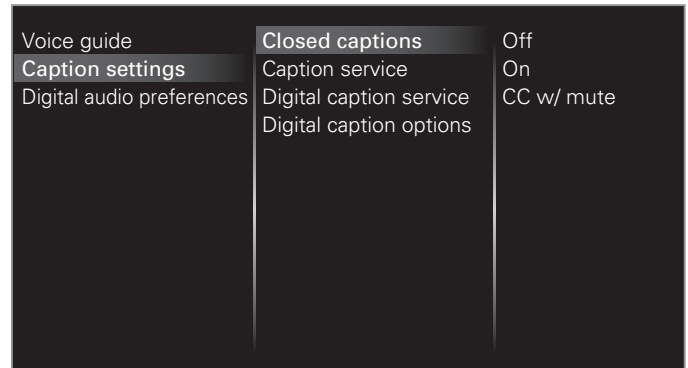 Voice guide
Caption settings
Digital audio preferences
Closed captions
Caption service
Digital caption service
Digital caption options
Off
On
CC w/ mute